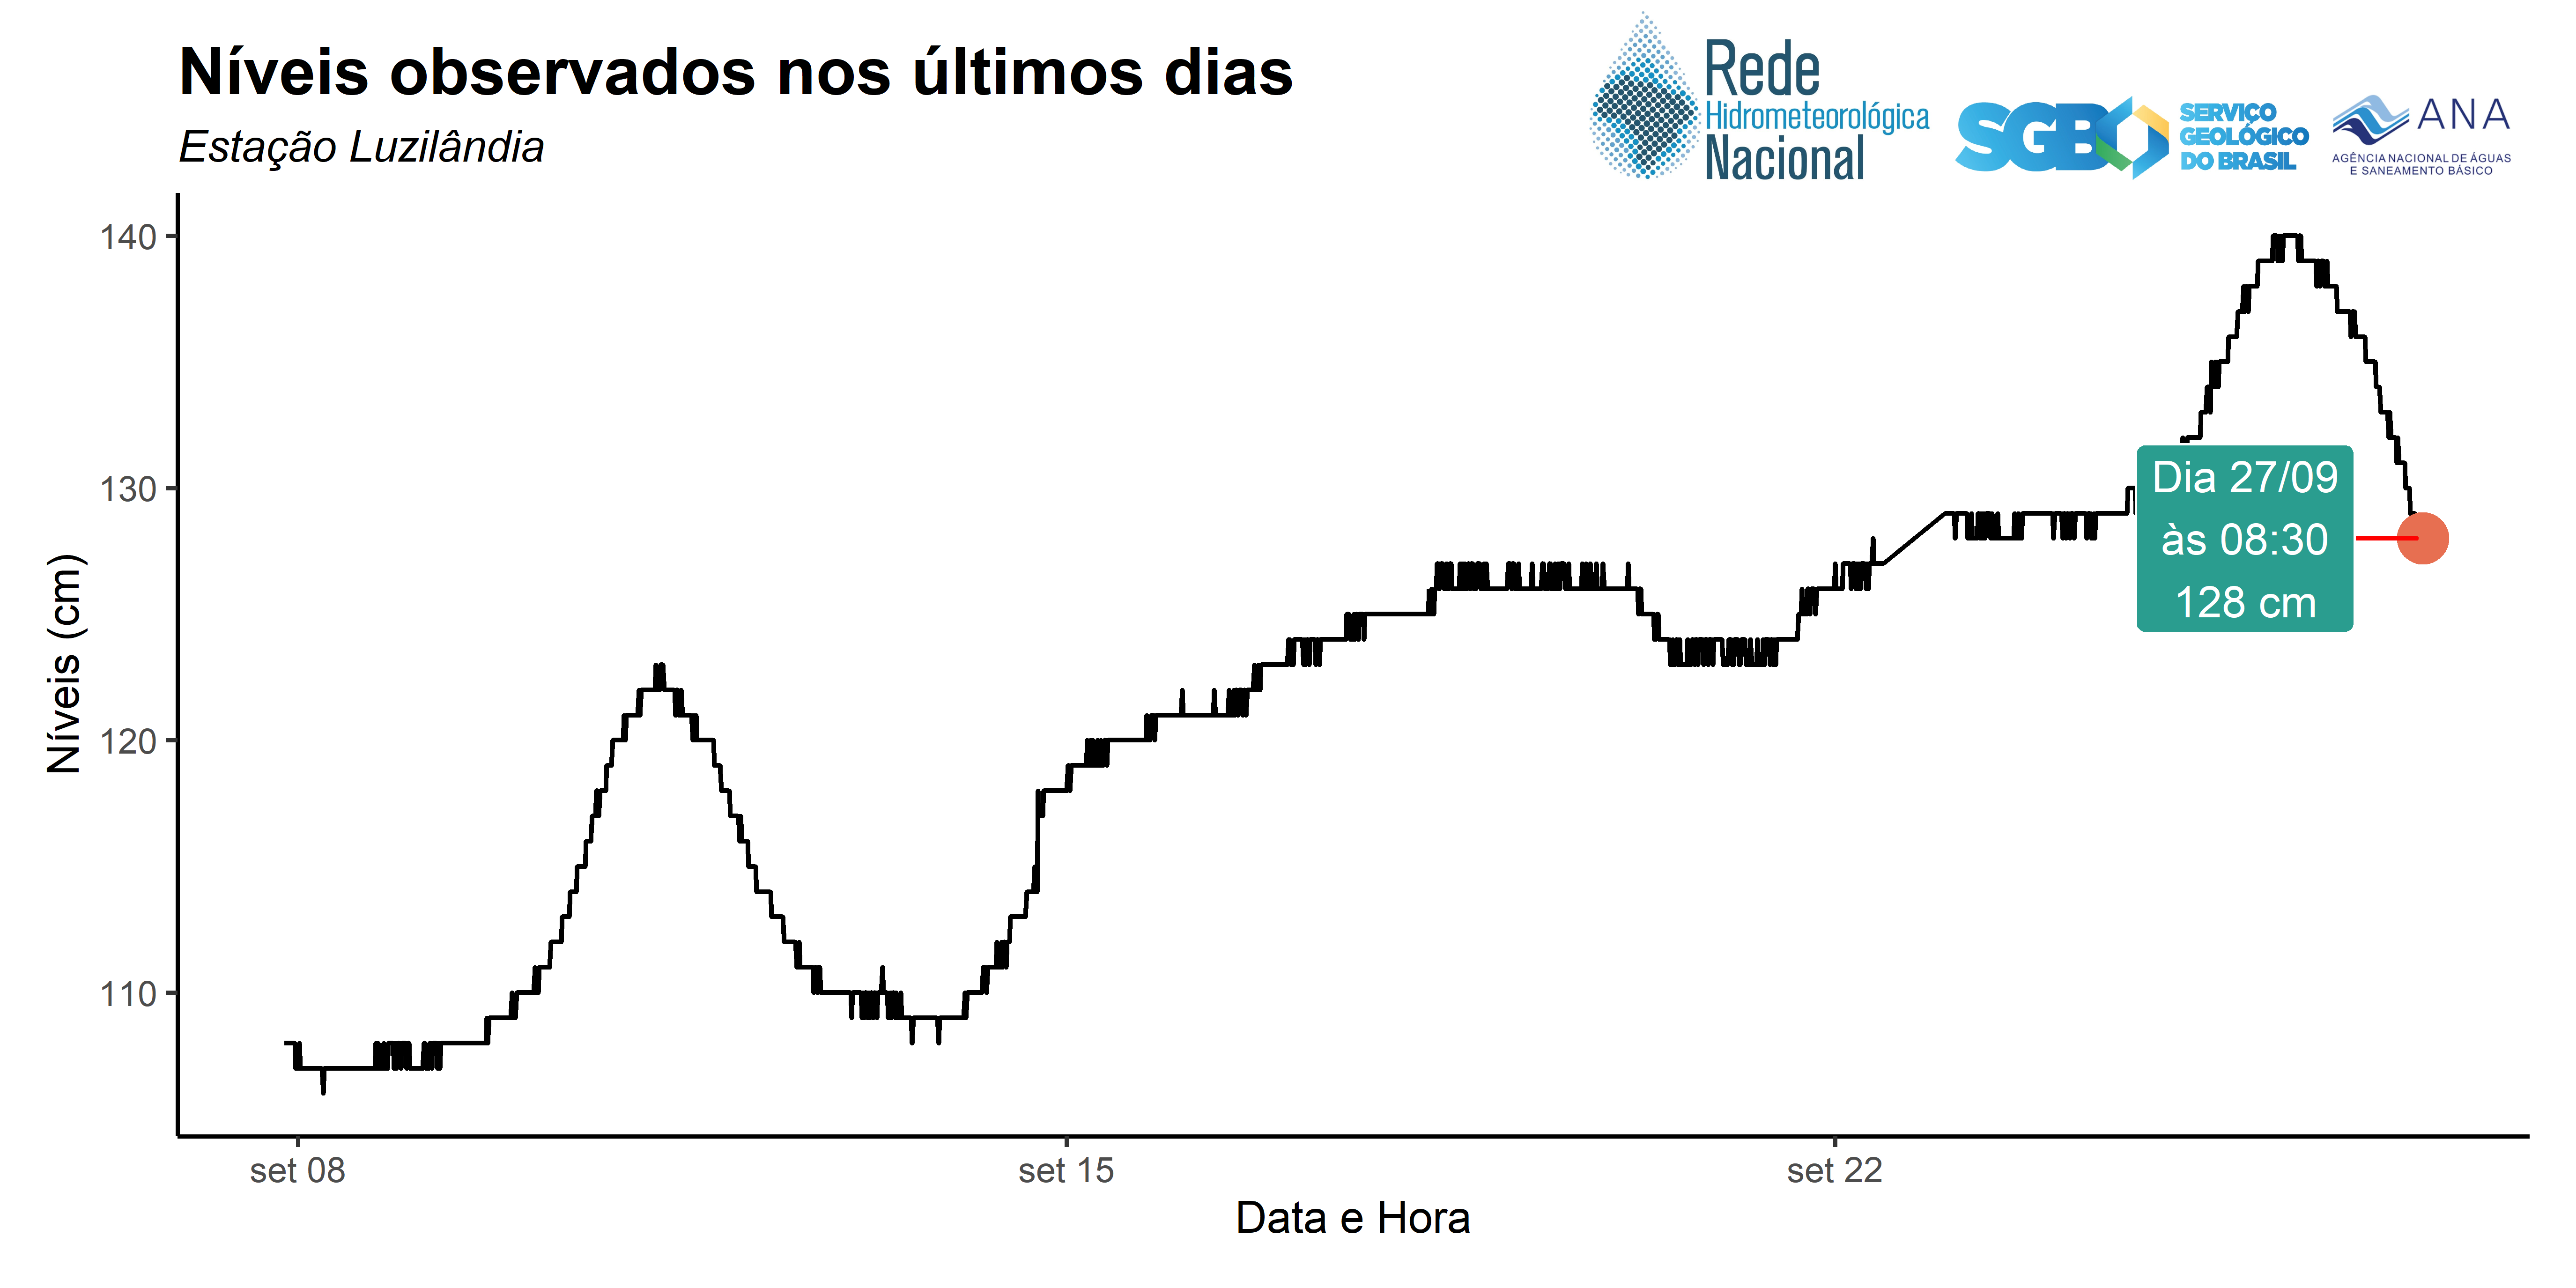 Níveis observados nos últimos dias
Estação Luzilândia
Rede
Hidrometeorológica
Nacional
SGB
SERVIÇO
GEOLÓGICO
DO BRASIL
ANA
AGÊNCIA NACIONAL DE ÁGUAS
E SANEAMENTO BÁSICO
140
130
120
110
Níveis (cm)
Dia 27/09
às 08:30
128 cm
set 08
set 15
set 22
Data e Hora